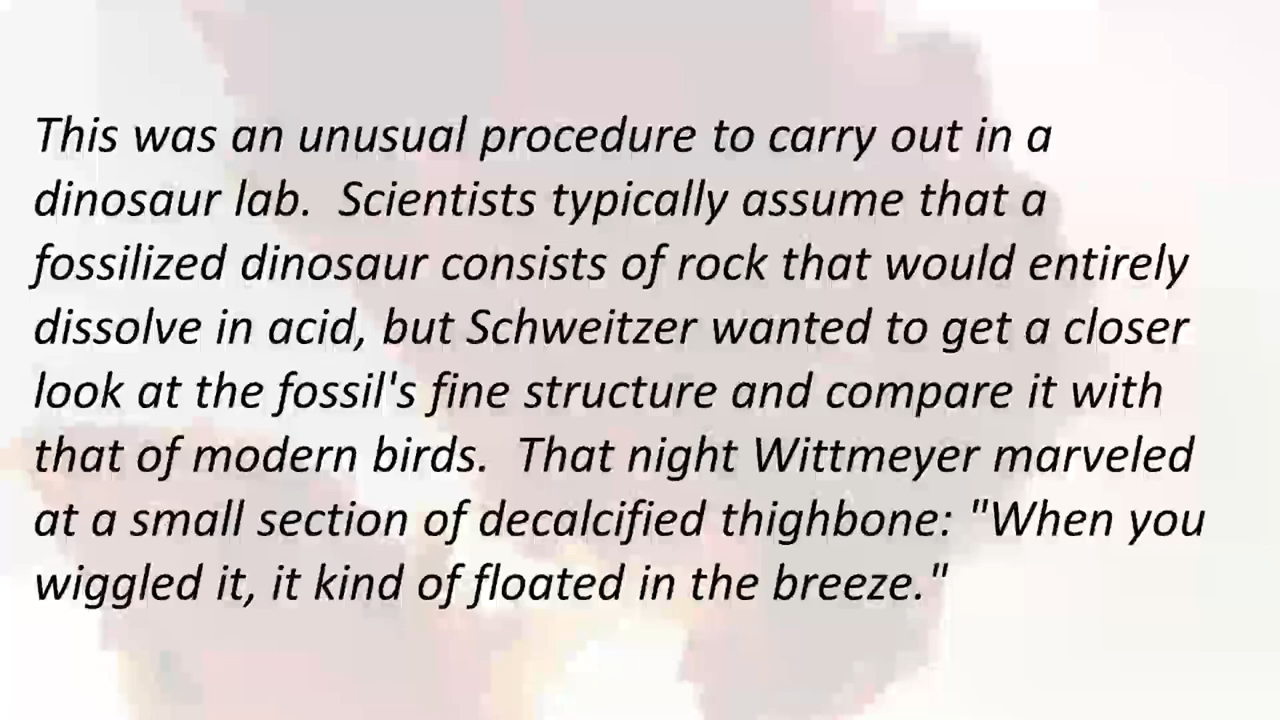 This was an unusual procedure to carry out in a
dinosaur lab.  Scientists typically assume that a
fossilized dinosaur consists of rock that would entirely
dissolve in acid, but Schweitzer wanted to get a closer
look at the fossil's fine structure and compare it with
that of modern birds.  That night Wittmeyer marveled
at a small section of decalcified thighbone: "When you
wiggled it, it kind of floated in the breeze."